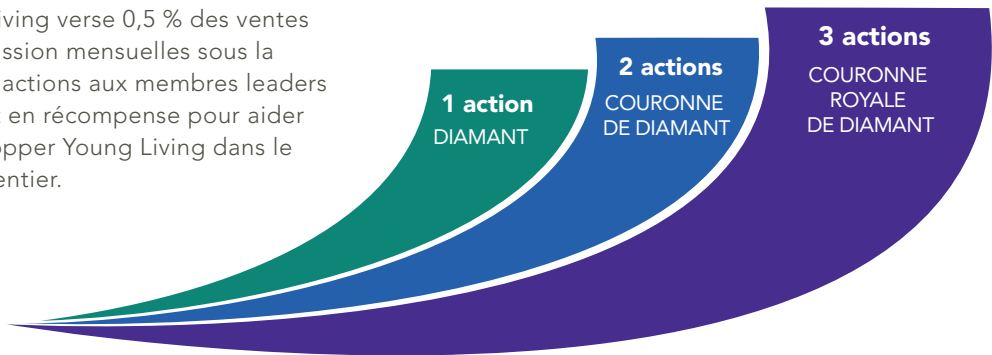 iving verse 0,5 % des ventes
ssion mensuelles sous la
actions aux membres leaders
en récompense pour aider
opper Young Living dans le
entier.
1 action
DIAMANT
2 actions
COURONNE
DE DIAMANT
3 actions
COURONNE
ROYALE
DE DIAMANT